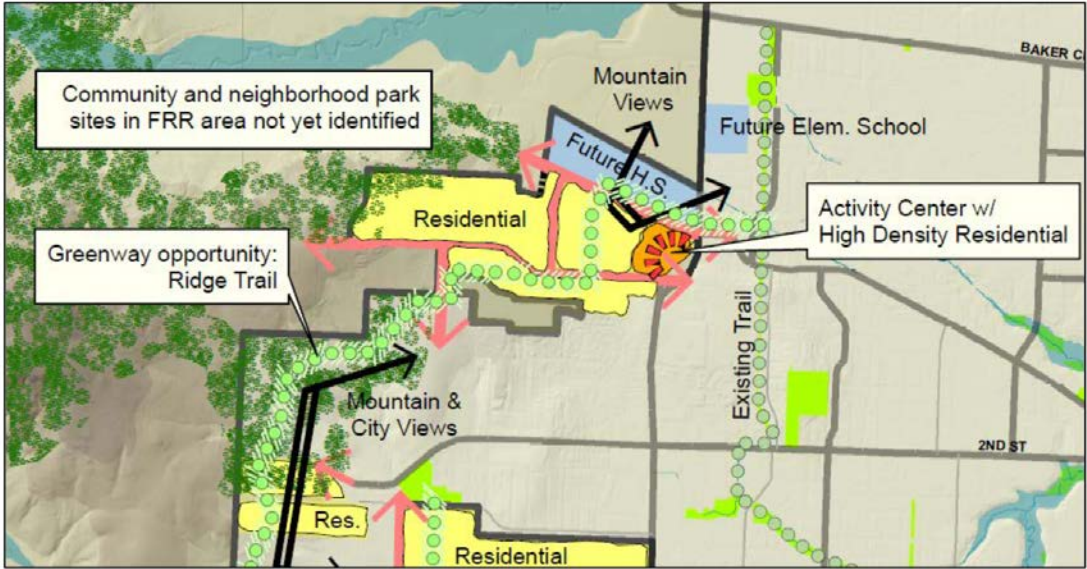 BAKER C
Mountain
Views
Community and neighborhood park
sites in FRR area not yet identified
Future Elem. School
Future H.S.
Residential
Activity Center w/
High Density Residential
Greenway opportunity:
Ridge Trail
Existing Trail
Mountain &
City Views
2ND ST
Res.
Residential